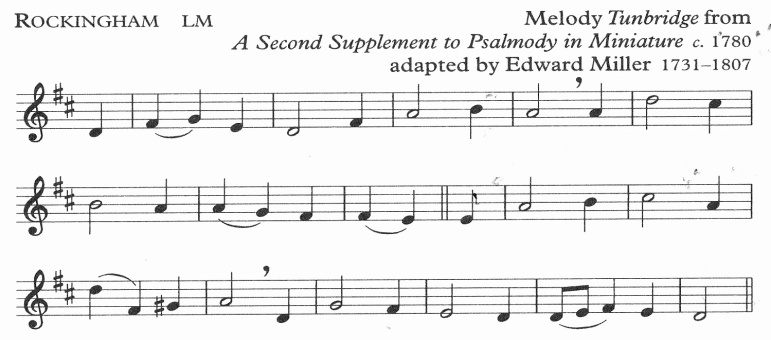 ROCKINGHAM LM
Melody Tunbridge from
A Second Supplement to Psalmody in Miniature c. 1780
adapted by Edward Miller 1731–1807